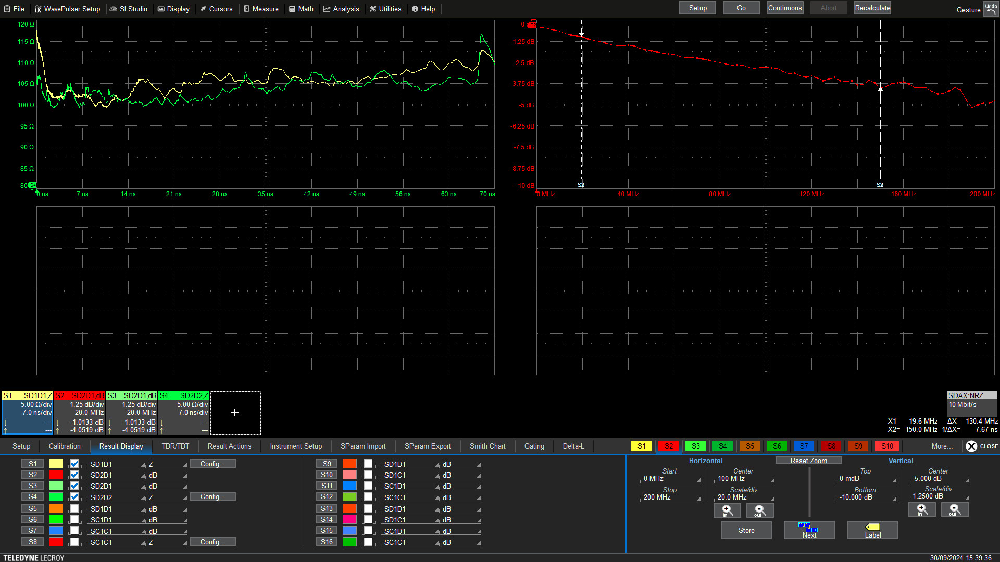 File WavePulser Setup SI Studio Display Cursors Measure Math Analysis Utilities Help Setup Go Continuous Abort Recalculate Gesture Undo
120 Ω
115 Ω
110 Ω
105 Ω
100 Ω
95 Ω
90 Ω
85 Ω
80 S4
0 ns 7 ns 14 ns 21 ns 28 ns 35 ns 42 ns 49 ns 56 ns 63 ns 70 ns
0
-1.25 dB
-2.5 dB
-3.75 dB
-5 dB
-6.25 dB
-7.5 dB
-8.75 dB
-10 dB
S3 S3
0 MHz 40 MHz 80 MHz 120 MHz 160 MHz 200 MHz
S1 SD1D1,Z
5.00 Ω/div
7.0 ns/div
---
---
S2 SD2D1,dB
1.25 dB/div
20.0 MHz
-1.0133 dB
-4.0519 dB
S3 SD2D1,dB
1.25 dB/div
20.0 MHz
-1.0133 dB
-4.0519 dB
S4 SD2D2,Z
5.00 Ω/div
7.0 ns/div
---
---
+
SDAX:NRZ
10 Mbit/s
X1= 19.6 MHz ΔX= 130.4 MHz
X2= 150.0 MHz 1/ΔX= 7.67 ns
Setup Calibration Result Display TDR/TDT Result Actions Instrument Setup SParam Import SParam Export Smith Chart Gating Delta-L S1 S2 S3 S4 S5 S6 S7 S8 S9 S10 More... CLOSE
S1 SD1D1 Z Config...
S2 SD2D1 dB
S3 SD2D1 dB
S4 SD2D2 Z Config...
S5 SD1D1 dB
S6 SC1D1 dB
S7 SC1C1 dB
S8 SC1C1 Z Config...
S9 SD1D1 dB
S10 SD1C1 dB
S11 SC1D1 dB
S12 SC1C1 dB
S13 SD1D1 dB
S14 SD1C1 dB
S15 SC1D1 dB
S16 SC1C1 dB
Horizontal Reset Zoom Vertical
Start Center Top Center
0 MHz 100 MHz 0 mdB -5.000 dB
Stop Scale/div Bottom Scale/div
200 MHz 20.0 MHz -10.000 dB 1.2500 dB
in out in out
Store Next Label
TELEDYNE LECROY 30/09/2024 15:39:36